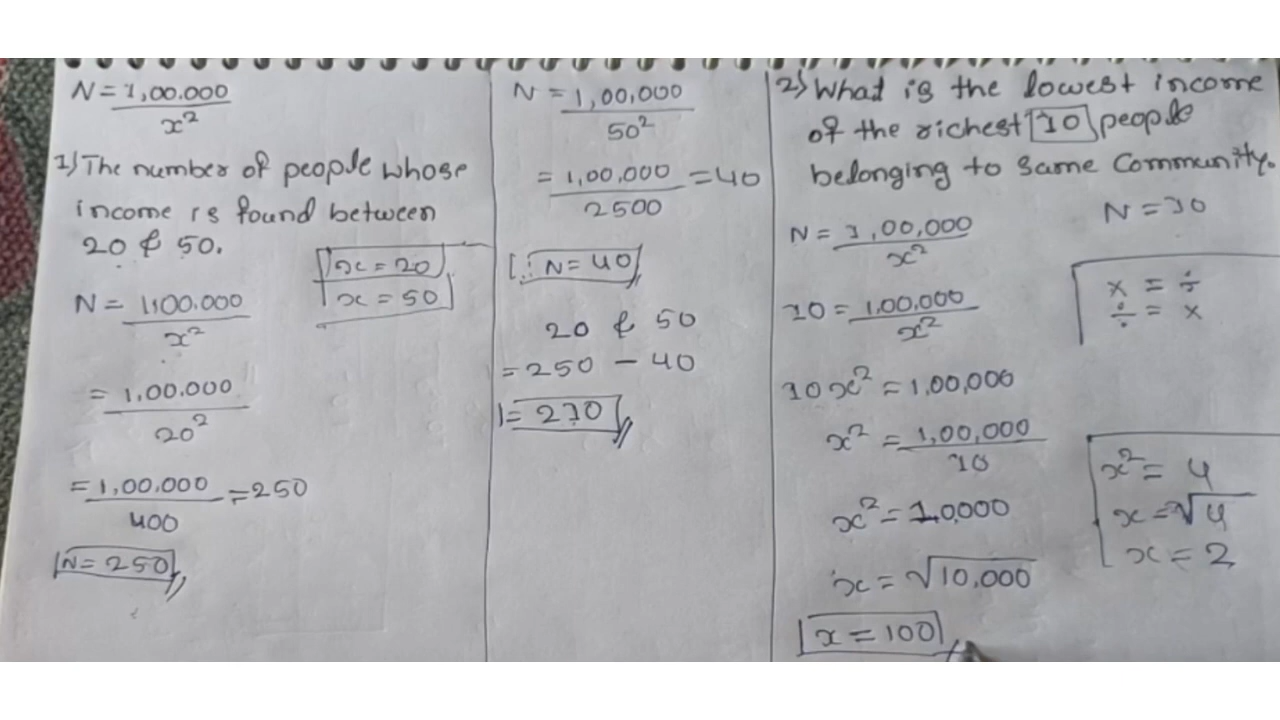 N = 1,00.000
x²
1) The number of people whose
income is found between
20 & 50.
x = 20
x = 50
N = 1,00.000
x²
= 1,00.000
20²
= 1,00,000 = 250
400
N = 250
N = 1,00,000
50²
= 1,00,000 = 40
2500
∴ N = 40
20 & 50
= 250 - 40
= 210
2) What is the lowest income
of the richest 10 people
belonging to same Community.
N = 10
N = 1,00,000
x²
x = ÷
÷ = x
10 = 1,00,000
x²
10x² = 1,00,000
x² = 1,00,000
10
x² = 10,000
x = √10,000
x = 100
x² = 4
x = √4
x = 2